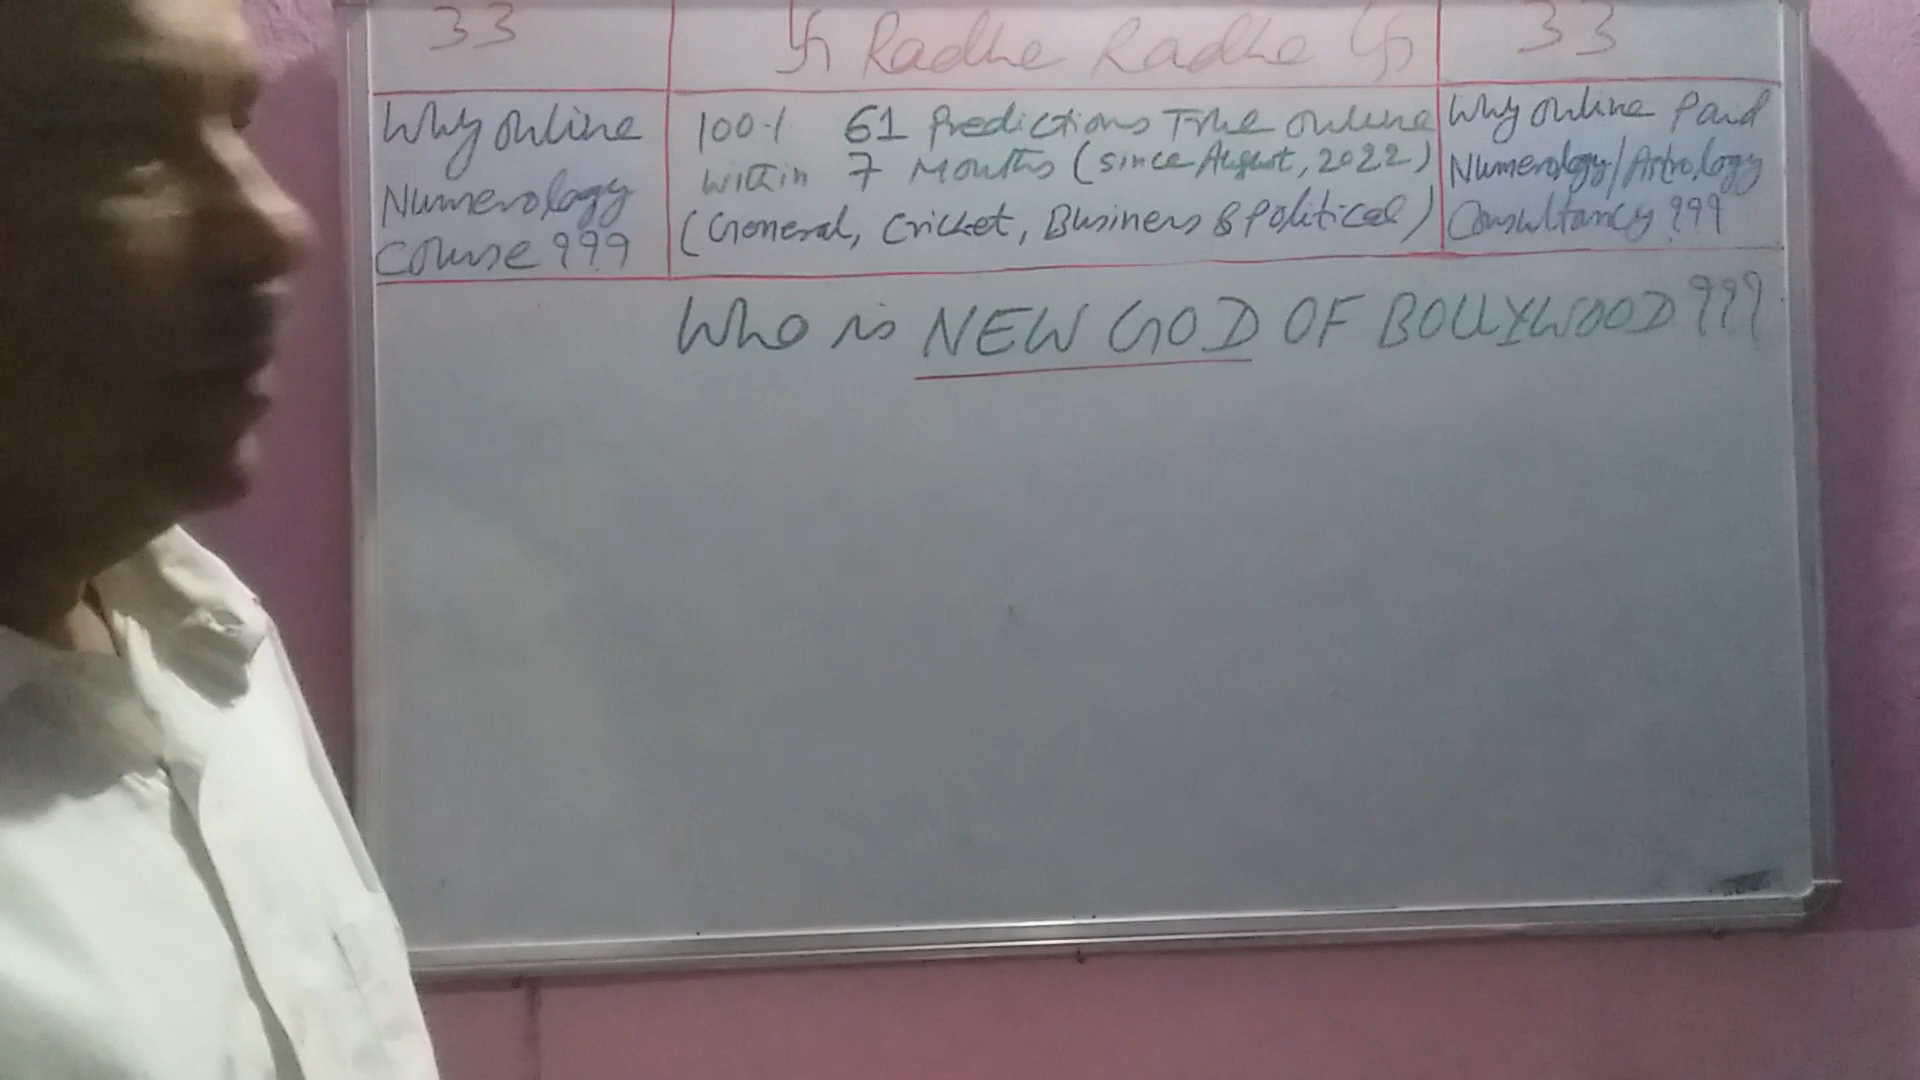 33
卐 Radhe Radhe 卐
33
Why online
Numerology
Course ???
100% 61 Predictions True online
within 7 Months (since August, 2022)
(General, Cricket, Business & Political)
Why online Paid
Numerology/Astrology
Consultancy ???
Who is NEW GOD OF BOLLYWOOD ???